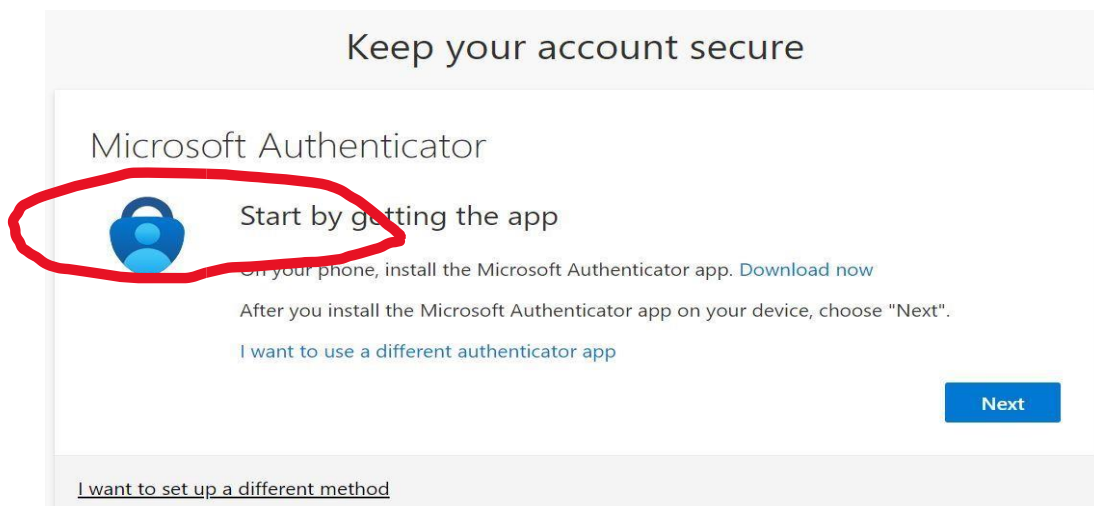 Keep your account secure
Microsoft Authenticator
Start by getting the app
On your phone, install the Microsoft Authenticator app. Download now
After you install the Microsoft Authenticator app on your device, choose "Next".
I want to use a different authenticator app
Next
I want to set up a different method